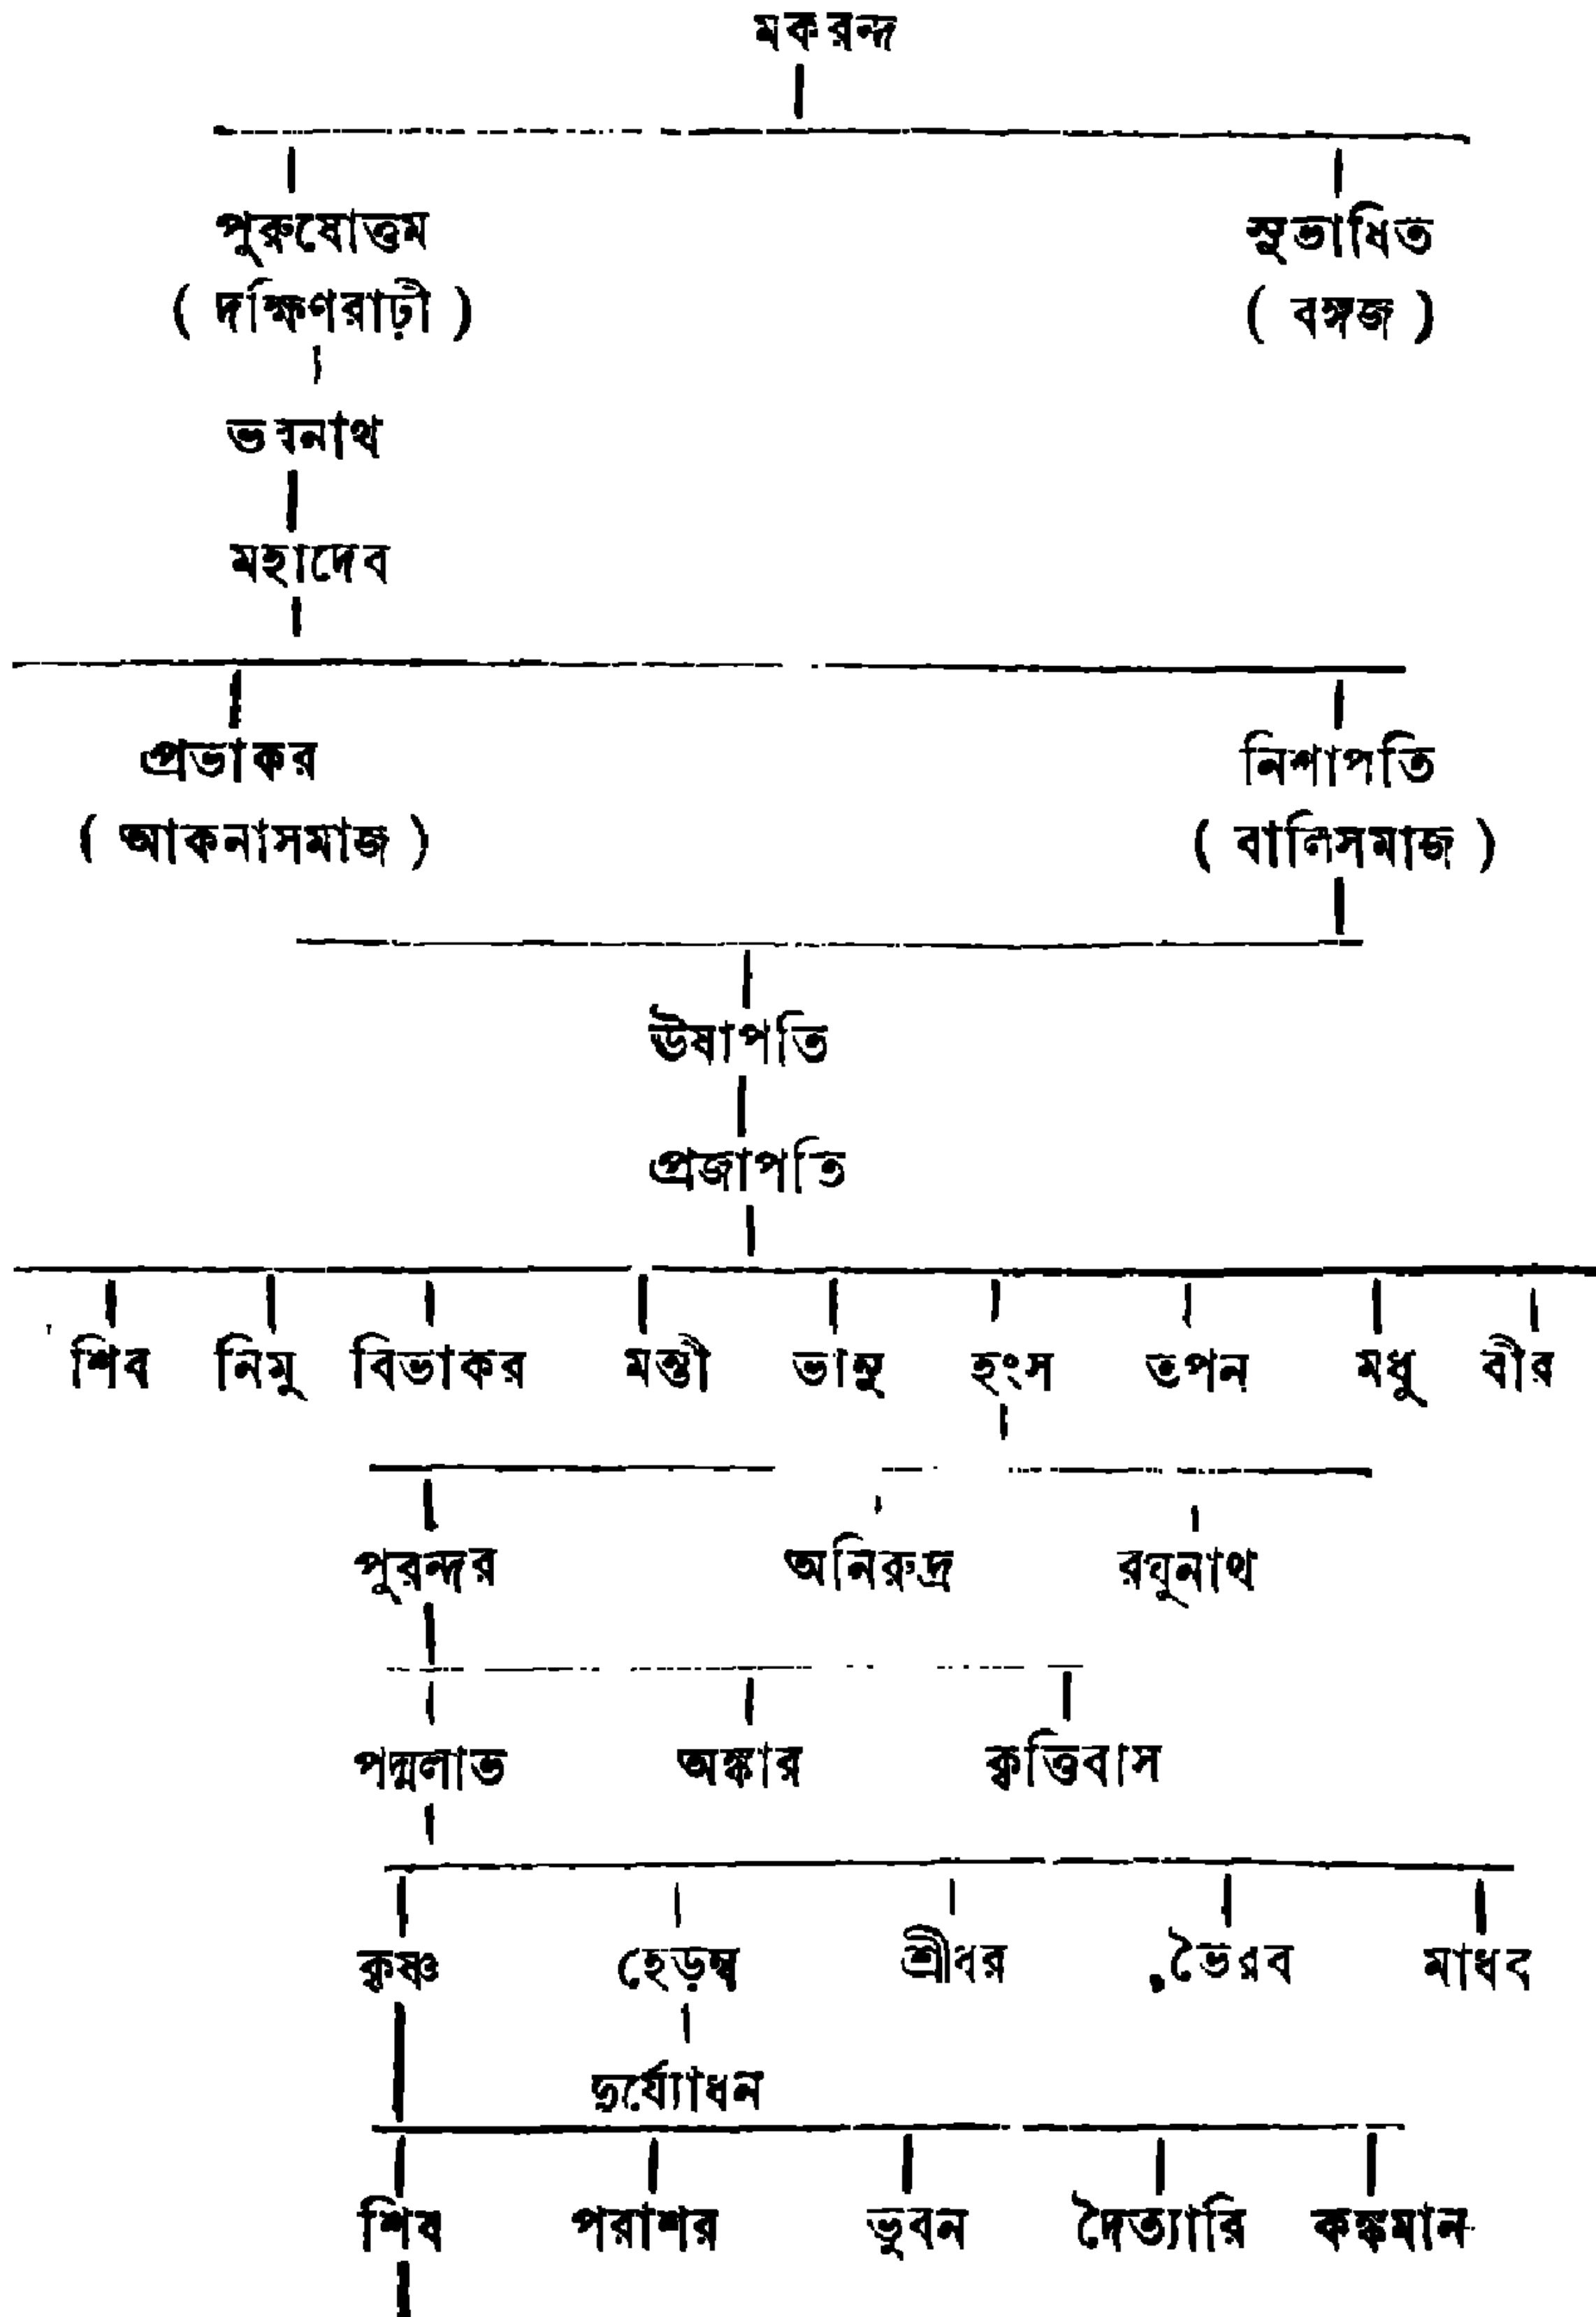 মকরন্দ
পুরুষোত্তম সুভাষিত
( দক্ষিণরাঢ়ী ) ( বঙ্গজ )
ভবনাথ
মহাদেব
প্রভাকর নিশাপতি
( আকনাসমাজ ) ( বালিসমাজ )
ঊষাপতি
প্রজাপতি
শিব নিমু বিভাকর মন্ত্রী ভানু হংস তপন মধু বীর
পুরন্দর অনিরুদ্র রঘুনাথ
পদ্মলাভ অঙ্কার কৃত্তিবাস
কৃষ্ণ হেড়ম্ব শ্রীধর ভৈরব মাধব
দুর্য্যোধন
শিব পরাশর ভুবন দৈত্যারি কঙ্কমান